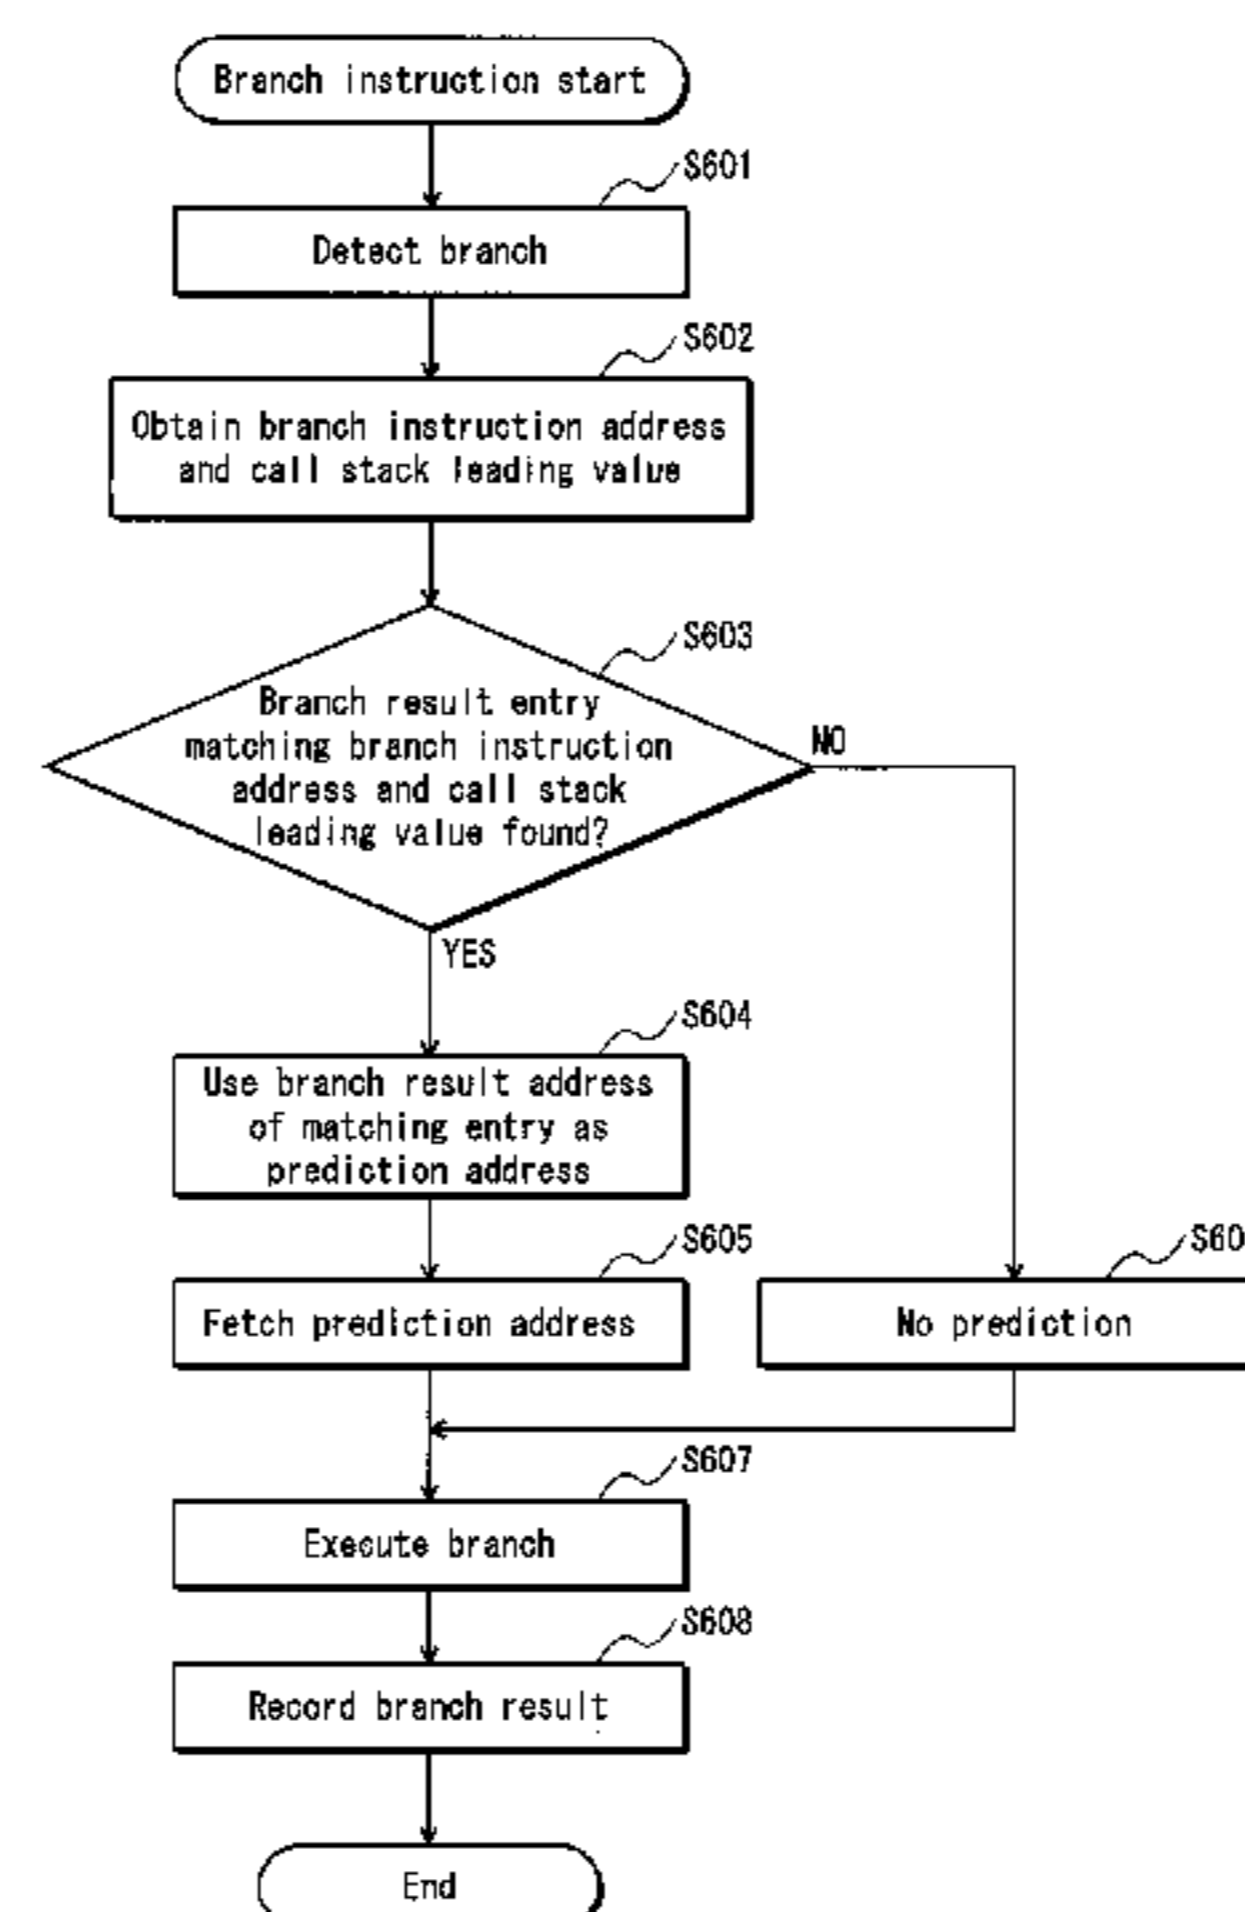 Branch instruction start
S601
Detect branch
S602
Obtain branch instruction address
and call stack leading value
S603
Branch result entry
matching branch instruction
address and call stack
leading value found?
NO
YES
S604
Use branch result address
of matching entry as
prediction address
S605
Fetch prediction address
S60
No prediction
S607
Execute branch
S608
Record branch result
End